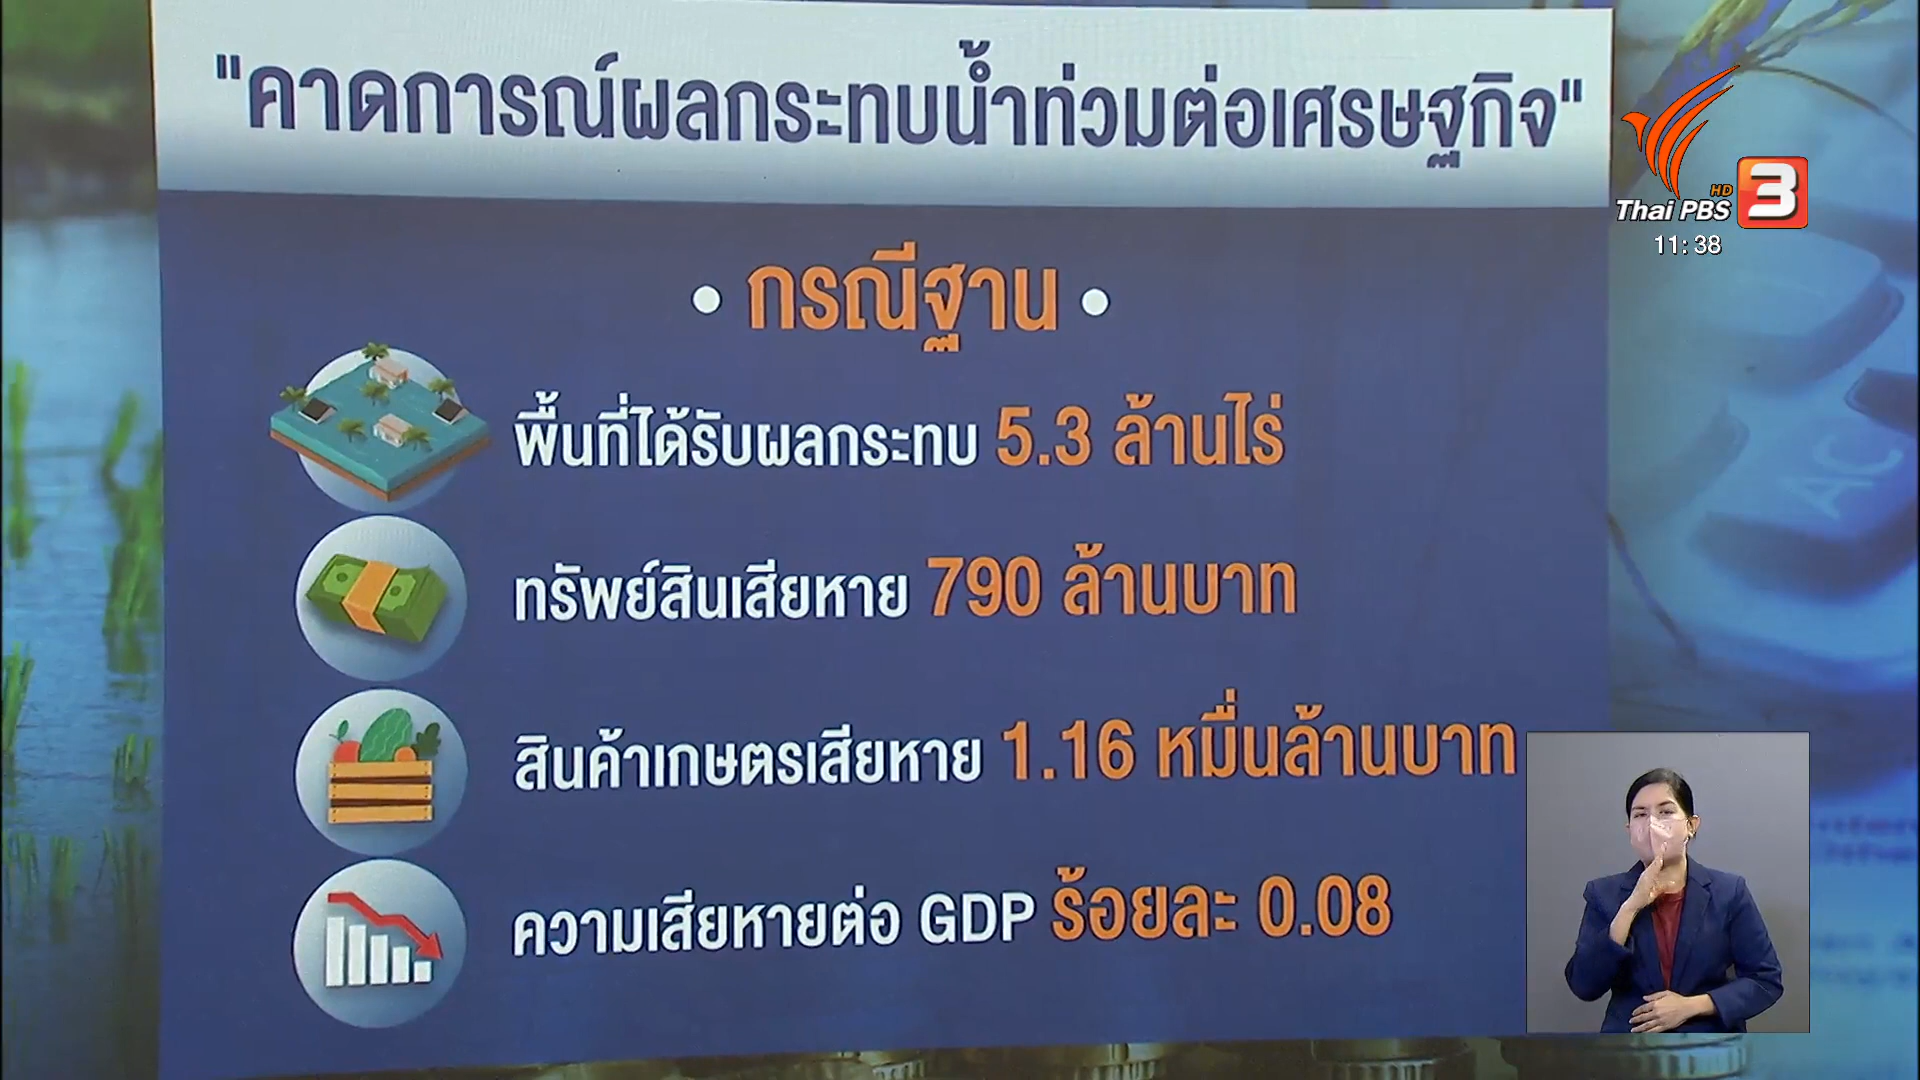 "คาดการณ์ผลกระทบน้ำท่วมต่อเศรษฐกิจ"
HD
Thai PBS 3
11:38
• กรณีฐาน •
พื้นที่ได้รับผลกระทบ 5.3 ล้านไร่
ทรัพย์สินเสียหาย 790 ล้านบาท
สินค้าเกษตรเสียหาย 1.16 หมื่นล้านบาท
ความเสียหายต่อ GDP ร้อยละ 0.08
AC